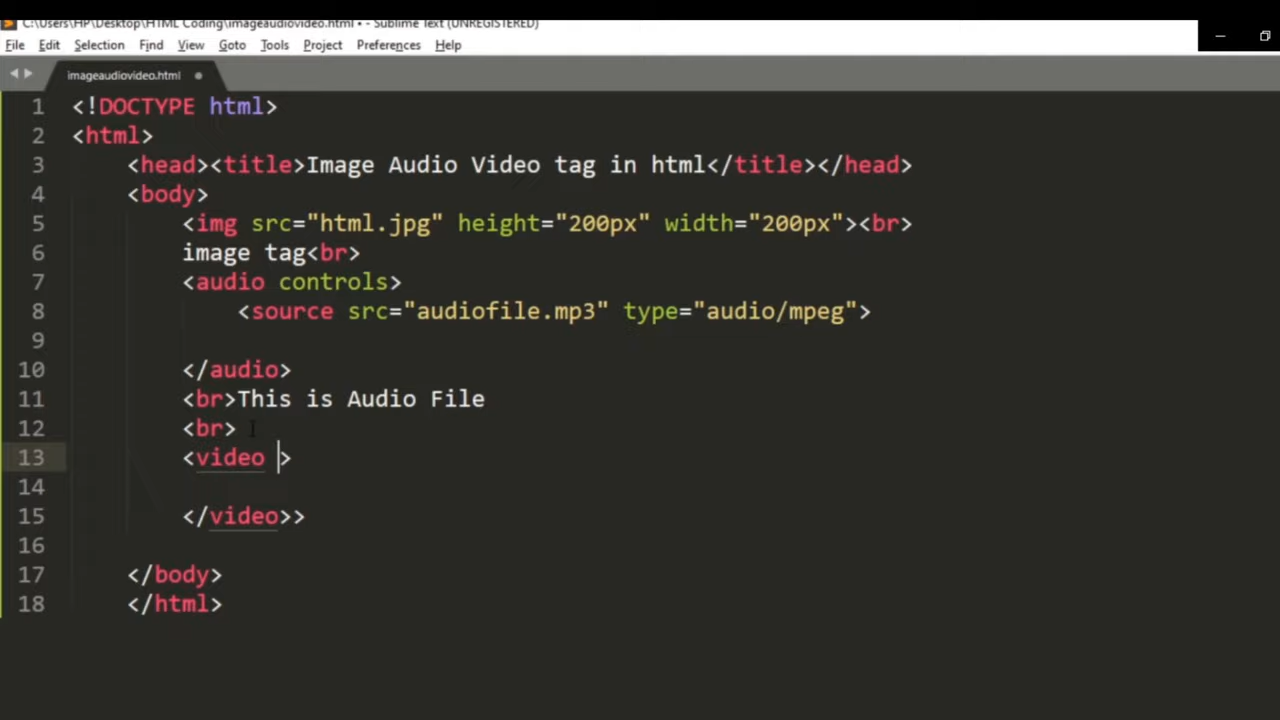 C:\Users\HP\Desktop\HTML Coding\imageaudiovideo.html • - Sublime Text (UNREGISTERED)
File Edit Selection Find View Goto Tools Project Preferences Help
imageaudiovideo.html
1 <!DOCTYPE html>
2 <html>
3 <head><title>Image Audio Video tag in html</title></head>
4 <body>
5 <img src="html.jpg" height="200px" width="200px"><br>
6 image tag<br>
7 <audio controls>
8 <source src="audiofile.mp3" type="audio/mpeg">
9
10 </audio>
11 <br>This is Audio File
12 <br>
13 <video >
14
15 </video>>
16
17 </body>
18 </html>